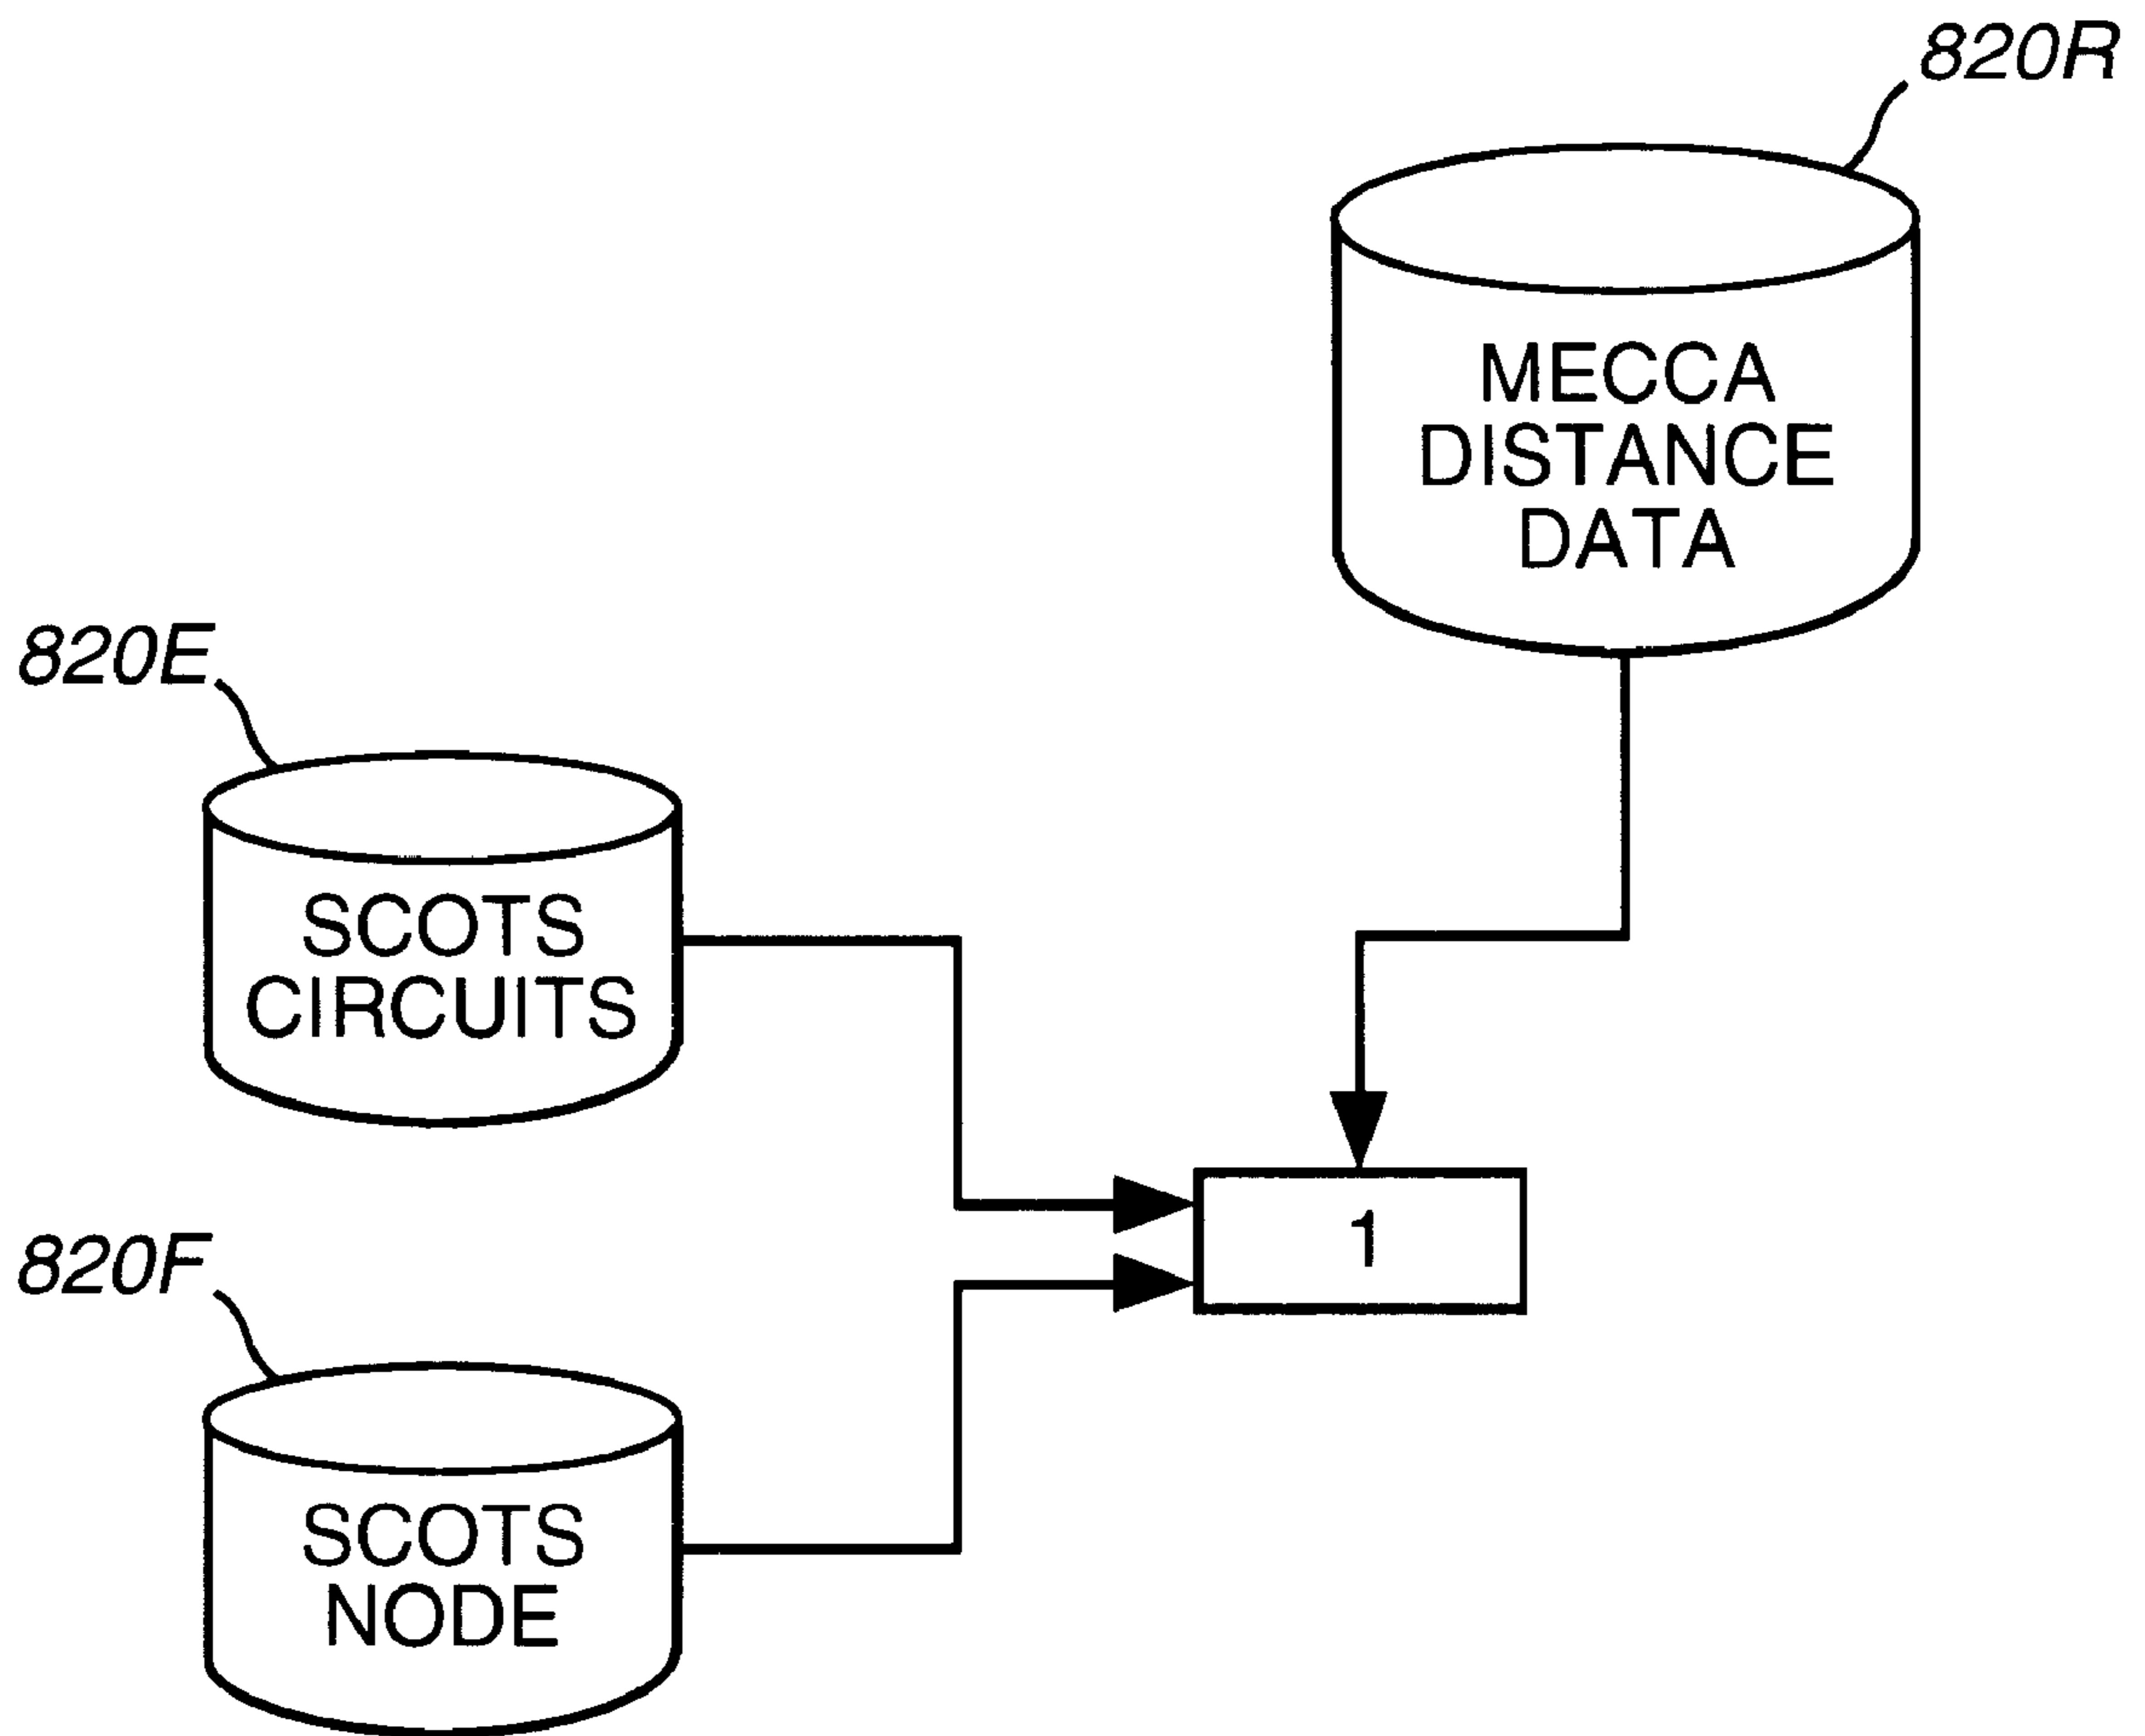 820R
MECCA
DISTANCE
DATA
820E
SCOTS
CIRCUITS
1
820F
SCOTS
NODE